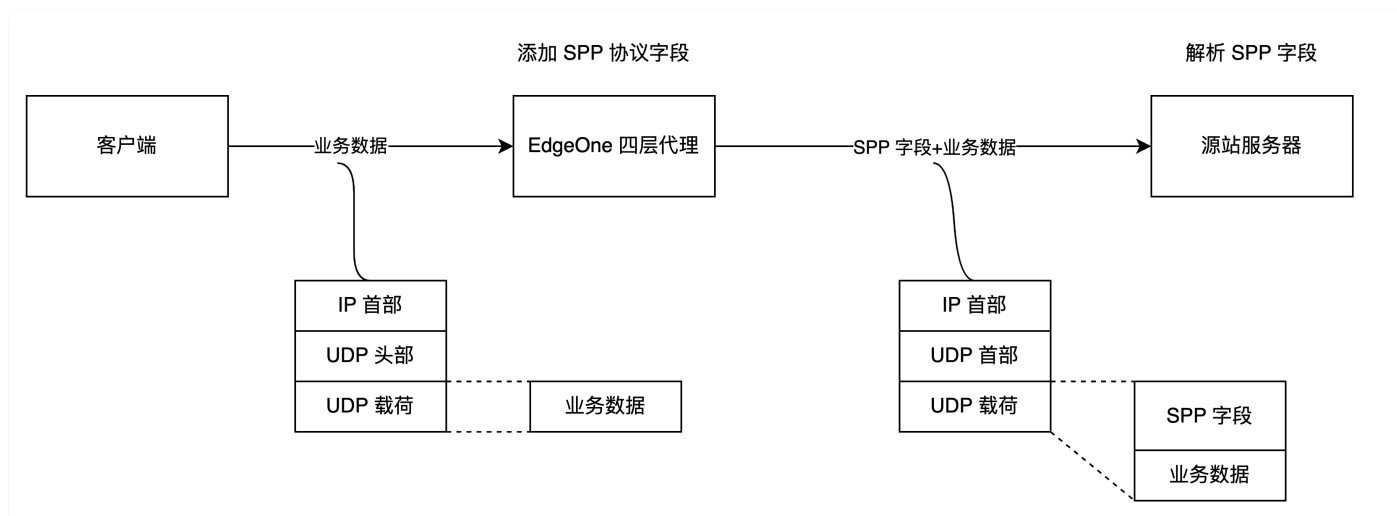 添加 SPP 协议字段
解析 SPP 字段
客户端
业务数据
EdgeOne 四层代理
SPP 字段+业务数据
源站服务器
IP 首部
UDP 头部
UDP 载荷
业务数据
IP 首部
UDP 首部
UDP 载荷
SPP 字段
业务数据